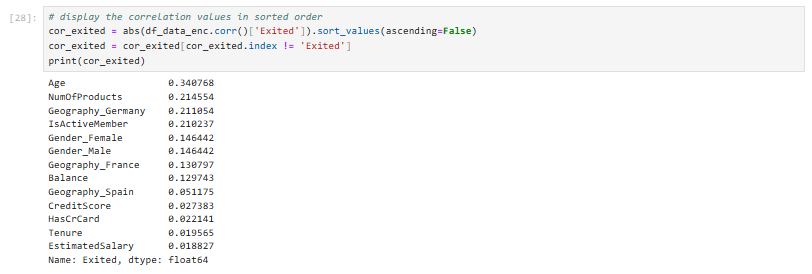 [28]: # display the correlation values in sorted order
cor_exited = abs(df_data_enc.corr()['Exited']).sort_values(ascending=False)
cor_exited = cor_exited[cor_exited.index != 'Exited']
print(cor_exited)
Age 0.340768
NumOfProducts 0.214554
Geography_Germany 0.211054
IsActiveMember 0.210237
Gender_Female 0.146442
Gender_Male 0.146442
Geography_France 0.130797
Balance 0.129743
Geography_Spain 0.051175
CreditScore 0.027383
HasCrCard 0.022141
Tenure 0.019565
EstimatedSalary 0.018827
Name: Exited, dtype: float64